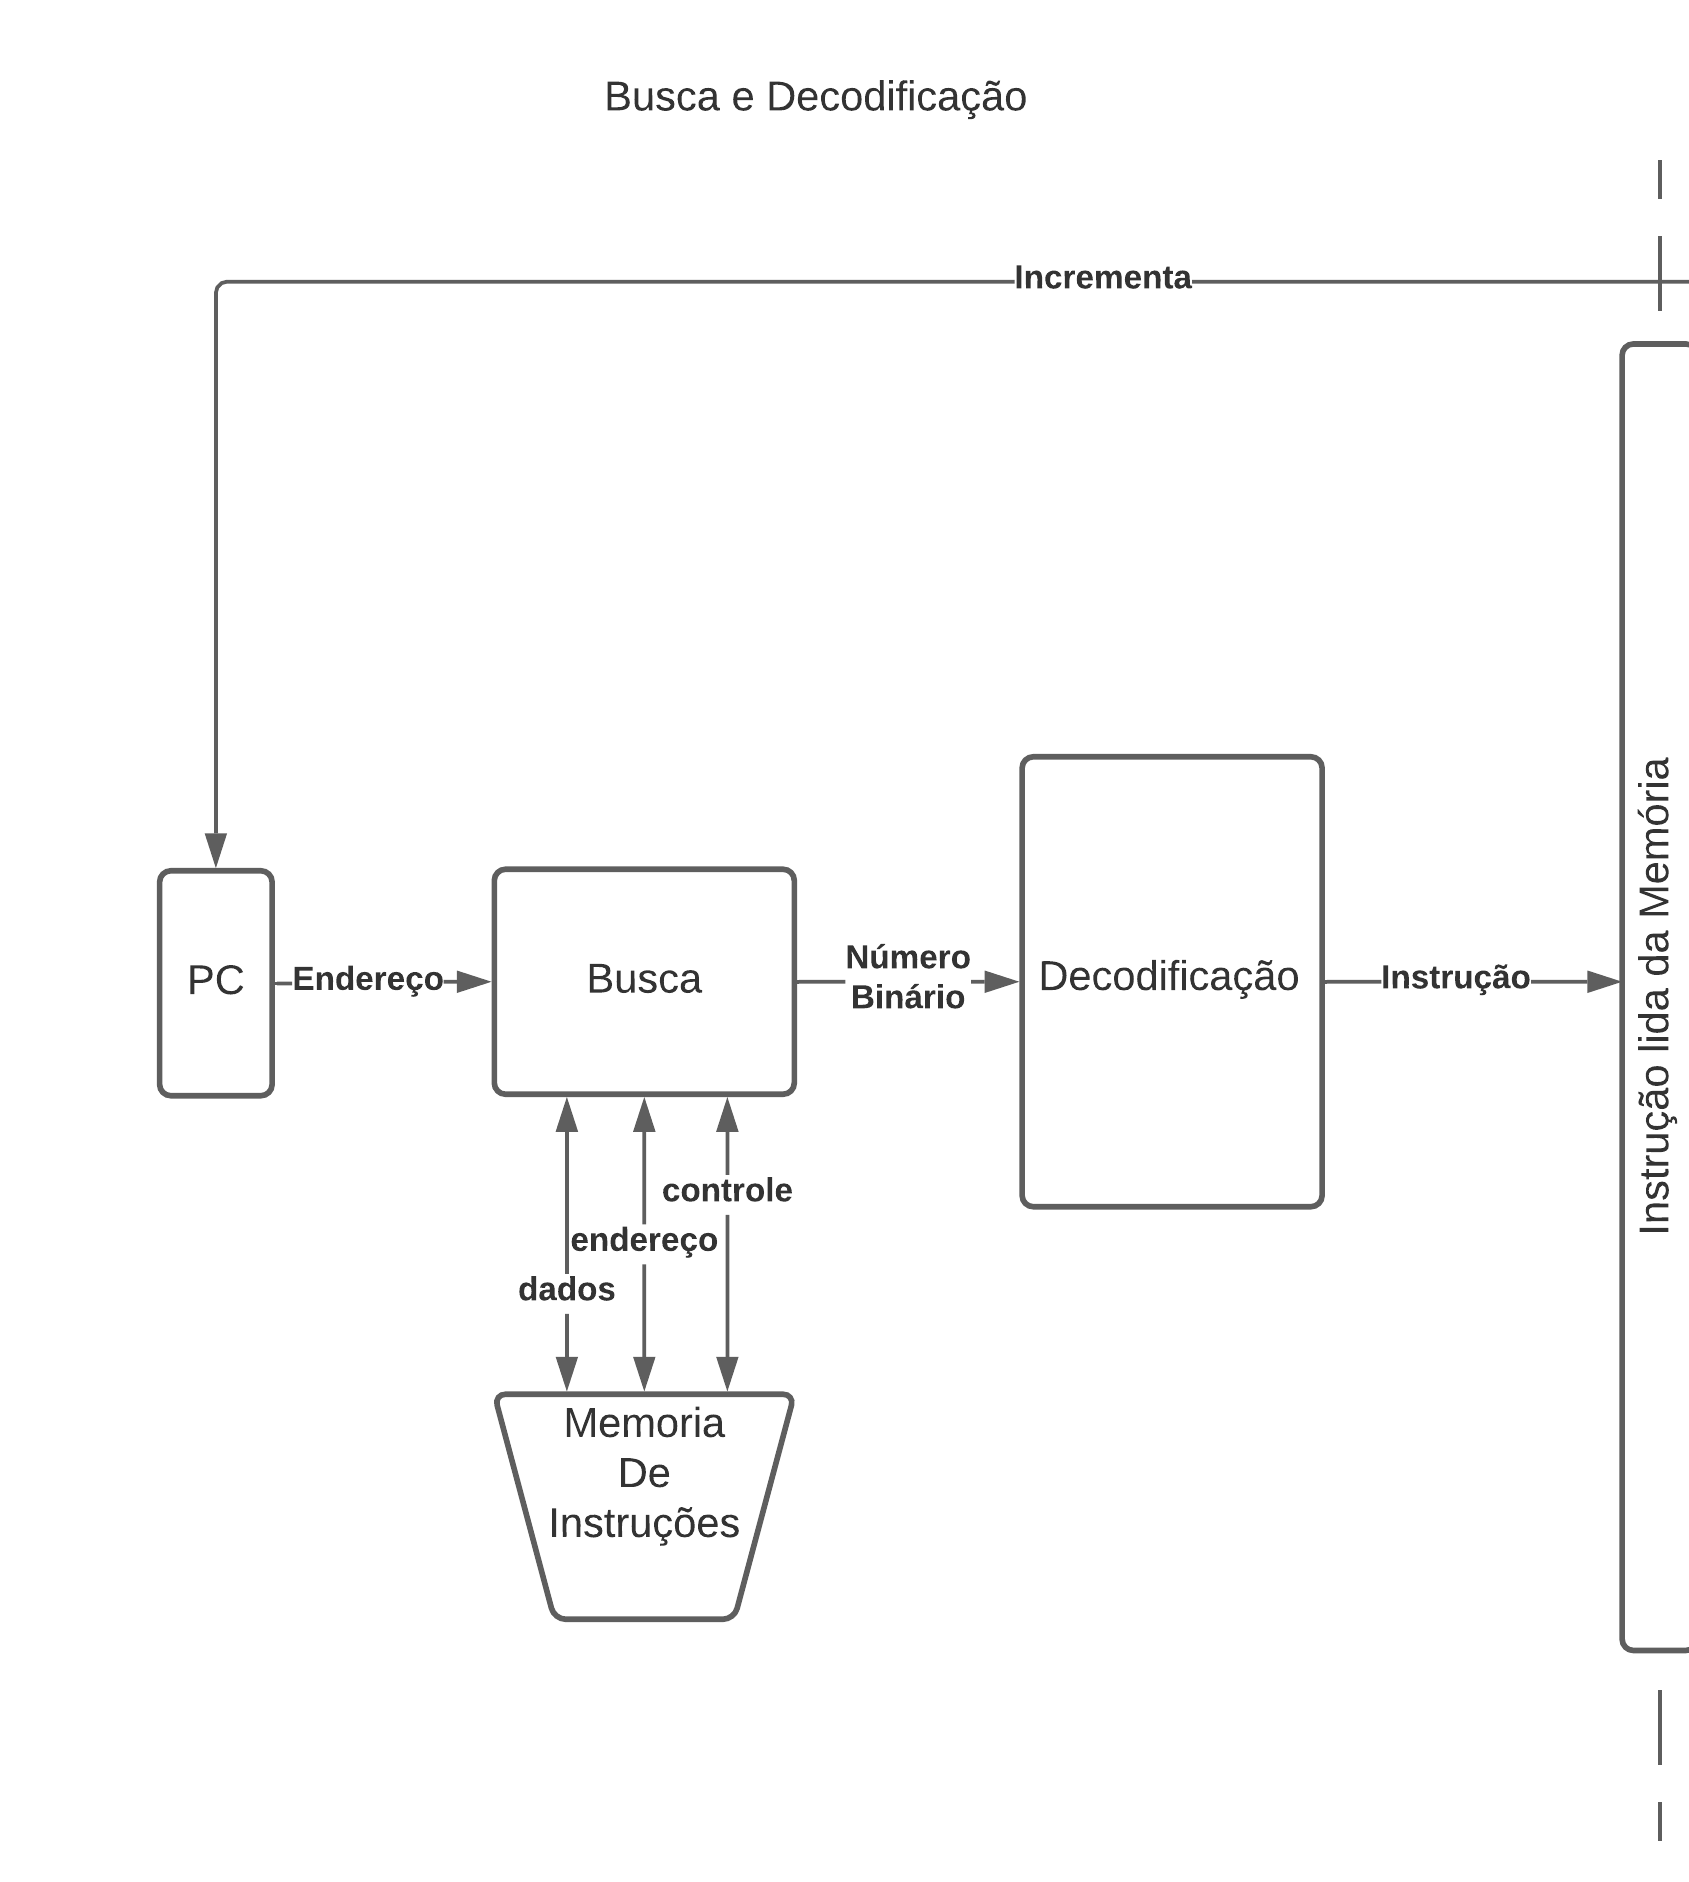 Busca e Decodificação
Incrementa
PC
Endereço
Busca
Número
Binário
Decodificação
Instrução
Instrução lida da Memória
controle
endereço
dados
Memoria
De
Instruções